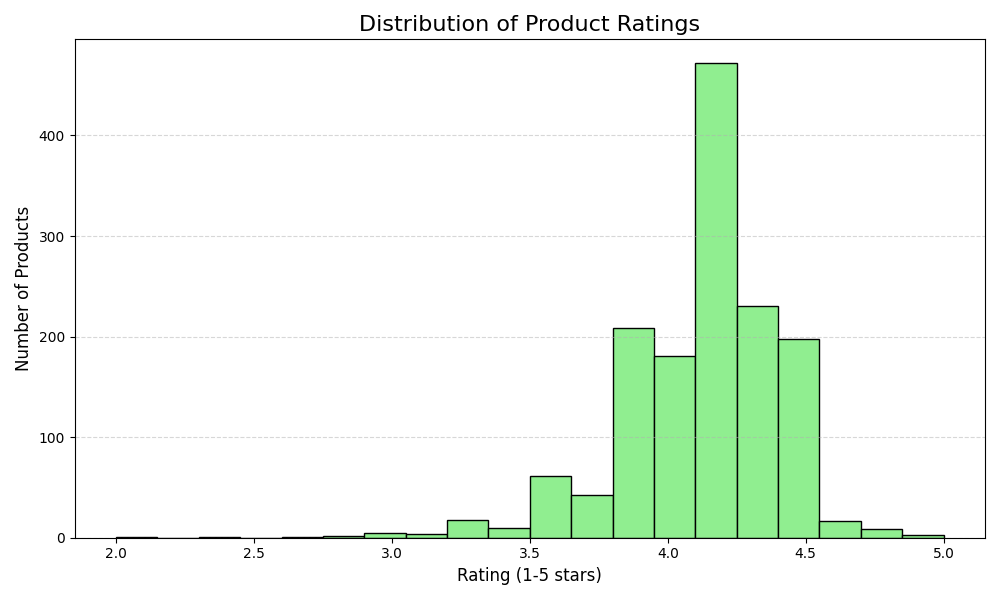 Distribution of Product Ratings
Number of Products
400
300
200
100
0
2.0 2.5 3.0 3.5 4.0 4.5 5.0
Rating (1-5 stars)